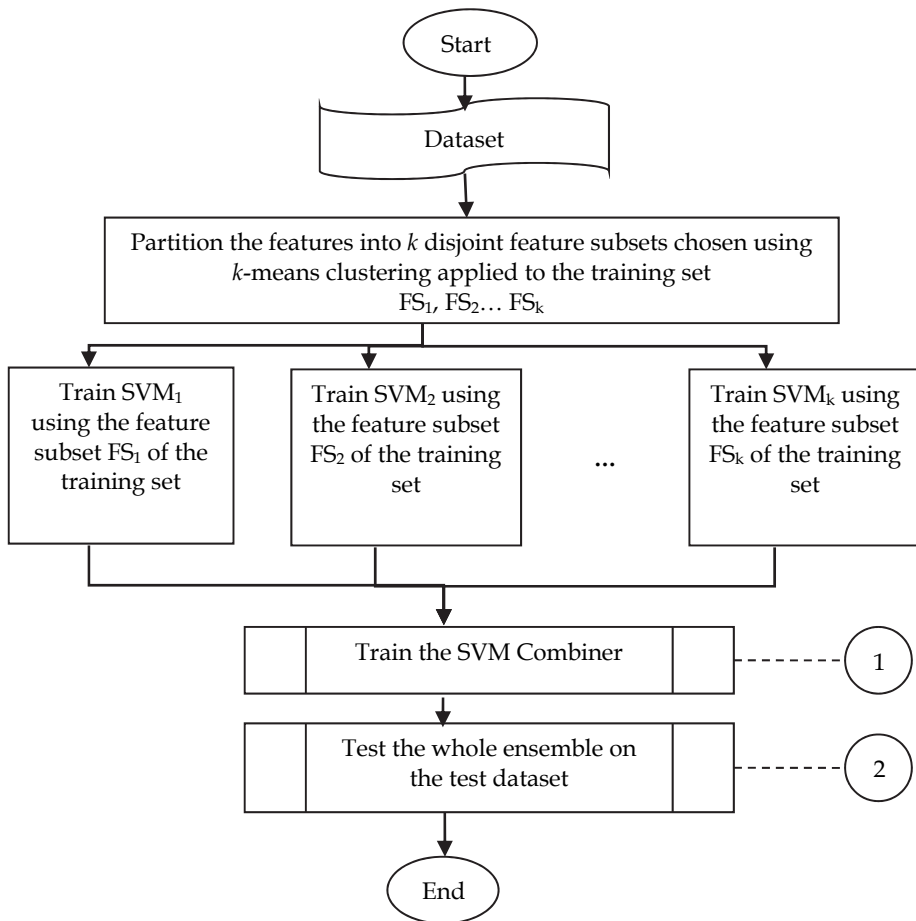 Start
Dataset
Partition the features into k disjoint feature subsets chosen using
k-means clustering applied to the training set
FS₁, FS₂… FSₖ
Train SVM₁
using the feature
subset FS₁ of the
training set
Train SVM₂ using
the feature subset
FS₂ of the training
set
...
Train SVMₖ using
the feature subset
FSₖ of the training
set
Train the SVM Combiner
1
Test the whole ensemble on
the test dataset
2
End